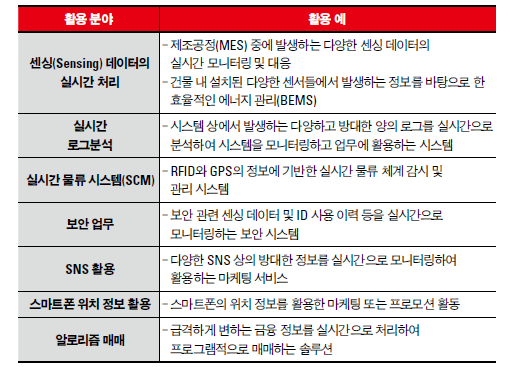 활용 분야
활용 예
센싱(Sensing) 데이터의
실시간 처리
– 제조공정(MES) 중에 발생하는 다양한 센싱 데이터의
실시간 모니터링 및 대응
– 건물 내 설치된 다양한 센서들에서 발생하는 정보를 바탕으로 한
효율적인 에너지 관리(BEMS)
실시간
로그분석
– 시스템 상에서 발생하는 다양하고 방대한 양의 로그를 실시간으로
분석하여 시스템을 모니터링하고 업무에 활용하는 시스템
실시간 물류 시스템(SCM)
– RFID와 GPS의 정보에 기반한 실시간 물류 체계 감시 및
관리 시스템
보안 업무
– 보안 관련 센싱 데이터 및 ID 사용 이력 등을 실시간으로
모니터링하는 보안 시스템
SNS 활용
– 다양한 SNS 상의 방대한 정보를 실시간으로 모니터링하여
활용하는 마케팅 서비스
스마트폰 위치 정보 활용
– 스마트폰의 위치 정보를 활용한 마케팅 또는 프로모션 활동
알로리즘 매매
– 급격하게 변하는 금융 정보를 실시간으로 처리하여
프로그램적으로 매매하는 솔루션